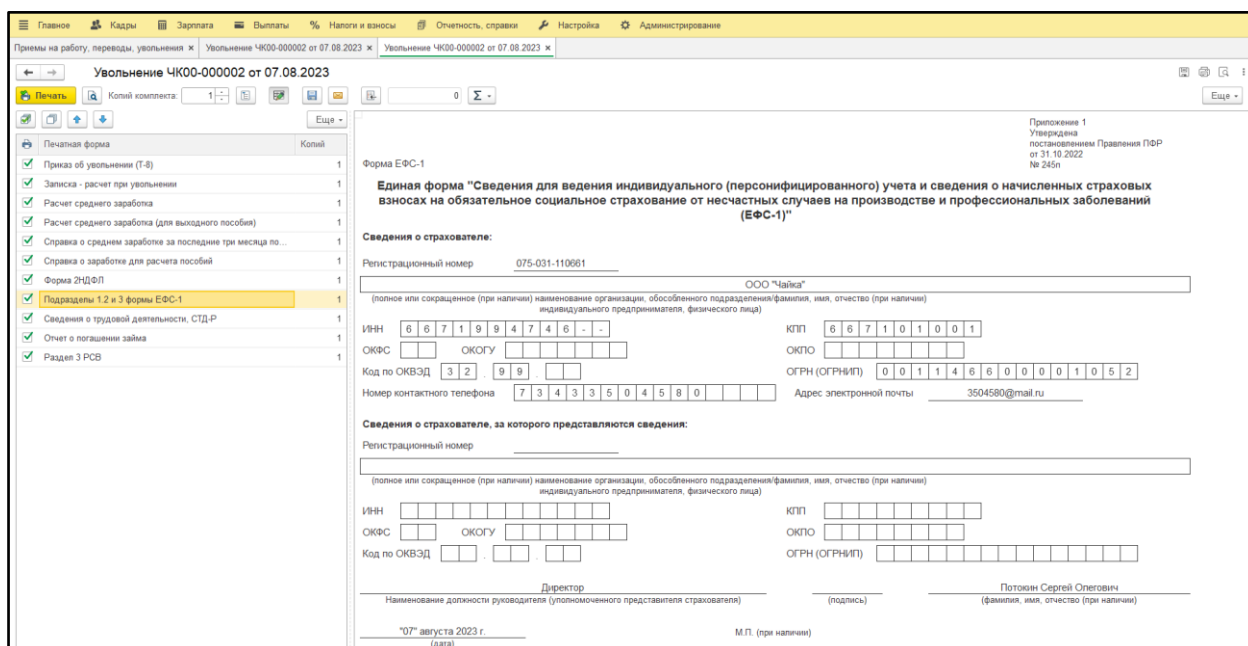 Главное Кадры Зарплата Выплаты % Налоги и взносы Отчетность, справки Настройка Администрирование
Приемы на работу, переводы, увольнения × Увольнение ЧК00-000002 от 07.08.2023 × Увольнение ЧК00-000002 от 07.08.2023 ×
Увольнение ЧК00-000002 от 07.08.2023
Печать Копий комплекта: 1 0 Σ Еще
Еще
Печатная форма Копий
Приказ об увольнении (Т-8) 1
Записка - расчет при увольнении 1
Расчет среднего заработка 1
Расчет среднего заработка (для выходного пособия) 1
Справка о среднем заработке за последние три месяца по... 1
Справка о заработке для расчета пособий 1
Форма 2НДФЛ 1
Подразделы 1.2 и 3 формы ЕФС-1 1
Сведения о трудовой деятельности, СТД-Р 1
Отчет о погашении займа 1
Раздел 3 РСВ 1
Приложение 1
Утверждена
постановлением Правления ПФР
от 31.10.2022
№ 245п
Форма ЕФС-1
Единая форма "Сведения для ведения индивидуального (персонифицированного) учета и сведения о начисленных страховых
взносах на обязательное социальное страхование от несчастных случаев на производстве и профессиональных заболеваний
(ЕФС-1)"
Сведения о страхователе:
Регистрационный номер 075-031-110661
ООО "Чайка"
(полное или сокращенное (при наличии) наименование организации, обособленного подразделения/фамилия, имя, отчество (при наличии)
индивидуального предпринимателя, физического лица)
ИНН 6 6 7 1 9 9 4 7 4 6 - - КПП 6 6 7 1 0 1 0 0 1
ОКФС ОКОГУ ОКПО
Код по ОКВЭД 3 2 . 9 9 . ОГРН (ОГРНИП) 0 0 1 1 4 6 6 0 0 0 0 1 0 5 2
Номер контактного телефона 7 3 4 3 3 5 0 4 5 8 0 Адрес электронной почты 3504580@mail.ru
Сведения о страхователе, за которого представляются сведения:
Регистрационный номер
(полное или сокращенное (при наличии) наименование организации, обособленного подразделения/фамилия, имя, отчество (при наличии)
индивидуального предпринимателя, физического лица)
ИНН КПП
ОКФС ОКОГУ ОКПО
Код по ОКВЭД . . ОГРН (ОГРНИП)
Директор Потокин Сергей Олегович
Наименование должности руководителя (уполномоченного представителя страхователя) (подпись) (фамилия, имя, отчество (при наличии)
"07" августа 2023 г. М.П. (при наличии)
(дата)